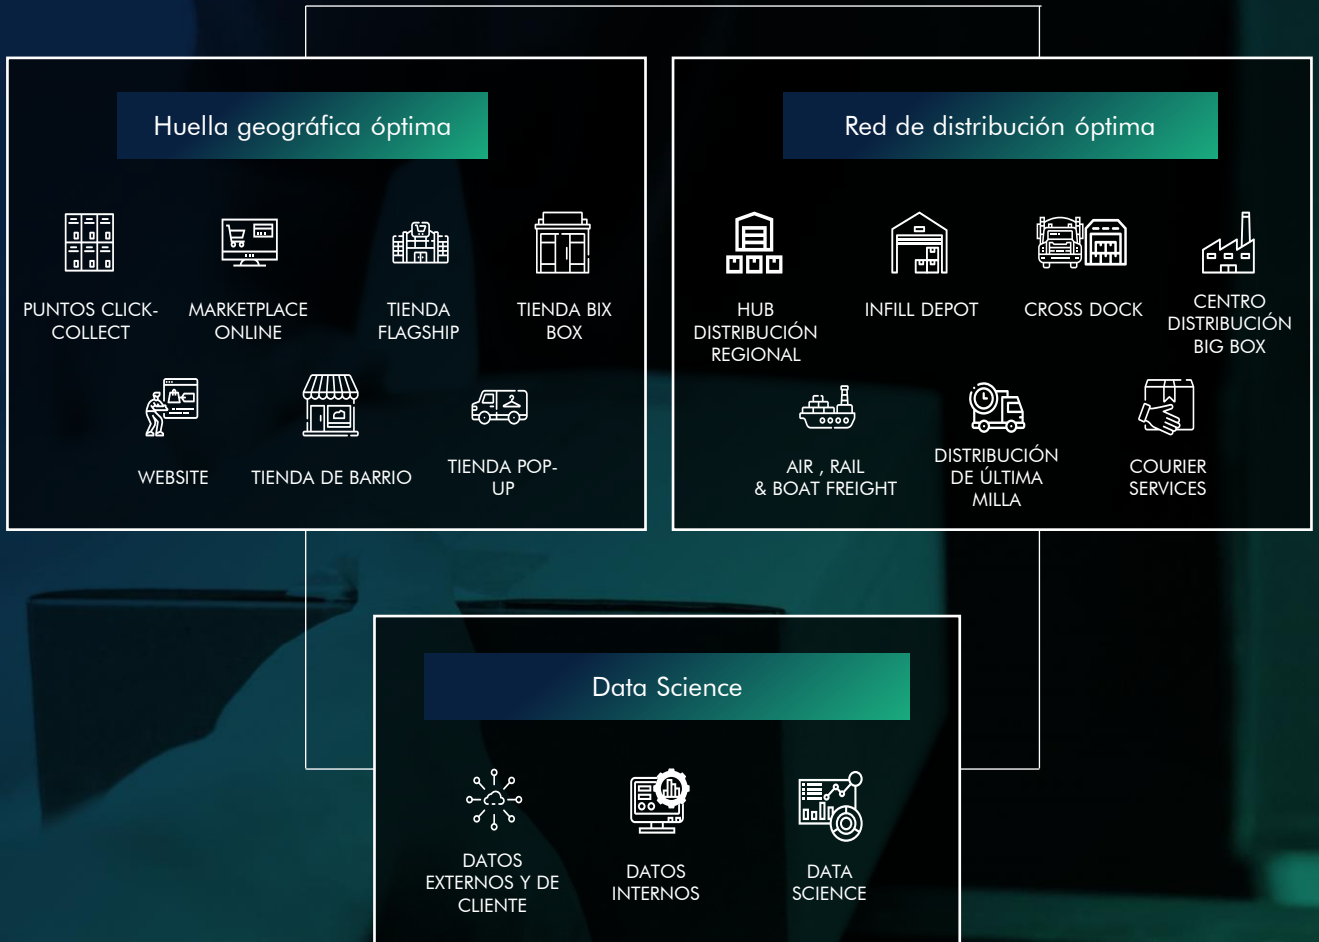 Huella geográfica óptima
PUNTOS CLICK-
COLLECT
MARKETPLACE
ONLINE
TIENDA
FLAGSHIP
TIENDA BIX
BOX
WEBSITE
TIENDA DE BARRIO
TIENDA POP-
UP
Red de distribución óptima
HUB
DISTRIBUCIÓN
REGIONAL
INFILL DEPOT
CROSS DOCK
CENTRO
DISTRIBUCIÓN
BIG BOX
AIR , RAIL
& BOAT FREIGHT
DISTRIBUCIÓN
DE ÚLTIMA
MILLA
COURIER
SERVICES
Data Science
DATOS
EXTERNOS Y DE
CLIENTE
DATOS
INTERNOS
DATA
SCIENCE